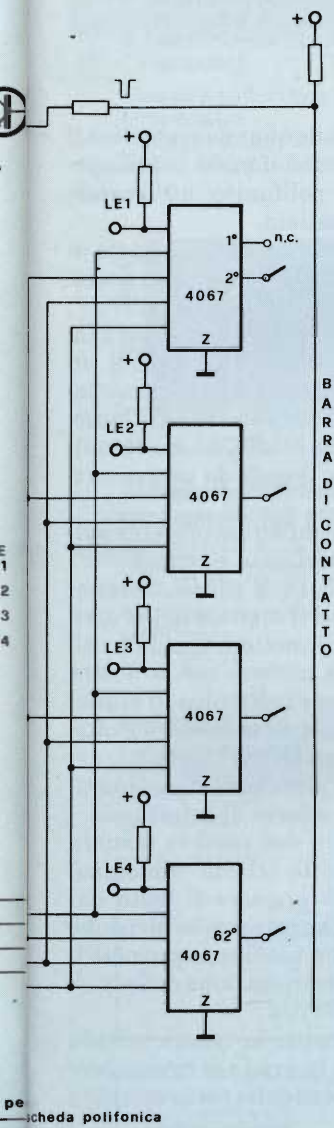 +
+
LE1
1° n.c.
2°
4067
Z
+
LE2
4067
Z
BARRA DI CONTATTO
+
LE3
4067
Z
E
1
2
3
4
+
LE4
62°
4067
Z
pe
scheda polifonica